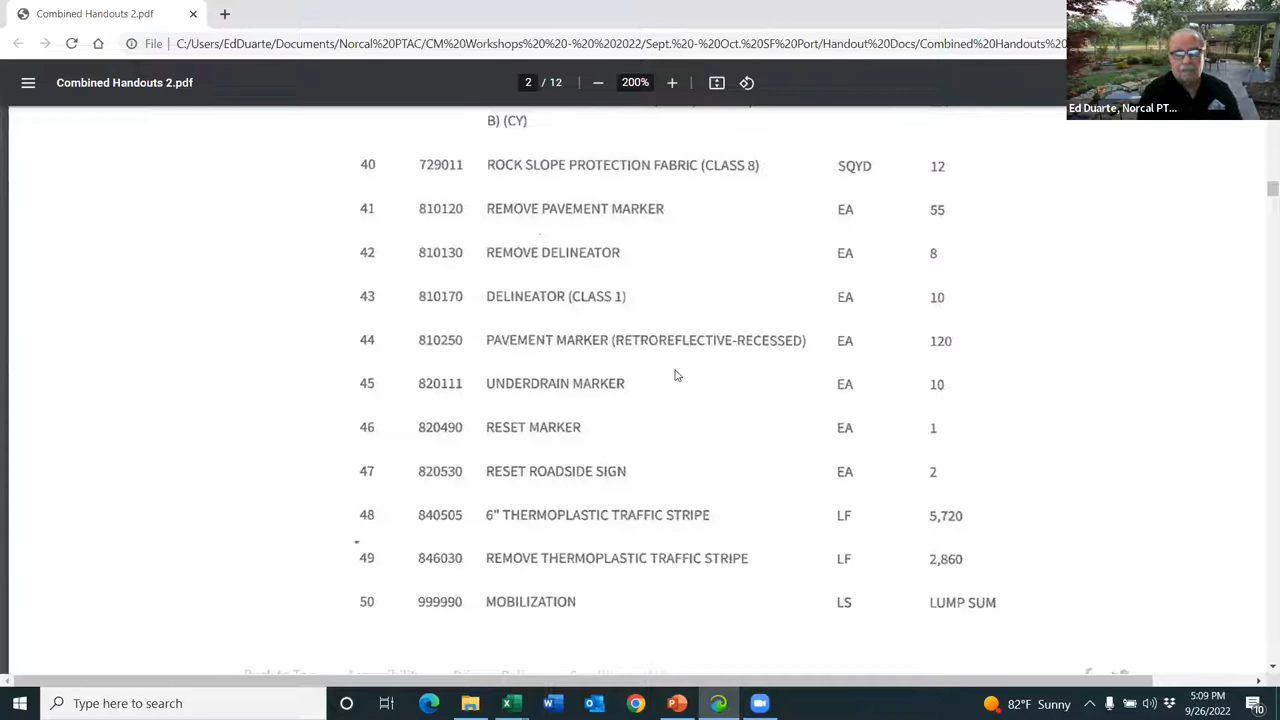 Combined Handouts 2.pdf
File
C:/Users/EdDuarte/Documents/Norcal%20PTAC/CM%20Workshops%20%20-%20%202022/Sept.%20-%20Oct.%20SF%20Port/Handout%20Docs/Combined%20Handouts%
Combined Handouts 2.pdf
2 / 12
200%
Ed Duarte, Norcal PT...
B) (CY)
40 729011 ROCK SLOPE PROTECTION FABRIC (CLASS 8) SQYD 12
41 810120 REMOVE PAVEMENT MARKER EA 55
42 810130 REMOVE DELINEATOR EA 8
43 810170 DELINEATOR (CLASS 1) EA 10
44 810250 PAVEMENT MARKER (RETROREFLECTIVE-RECESSED) EA 120
45 820111 UNDERDRAIN MARKER EA 10
46 820490 RESET MARKER EA 1
47 820530 RESET ROADSIDE SIGN EA 2
48 840505 6" THERMOPLASTIC TRAFFIC STRIPE LF 5,720
49 846030 REMOVE THERMOPLASTIC TRAFFIC STRIPE LF 2,860
50 999990 MOBILIZATION LS LUMP SUM
Type here to search
82°F Sunny
5:09 PM
9/26/2022
10